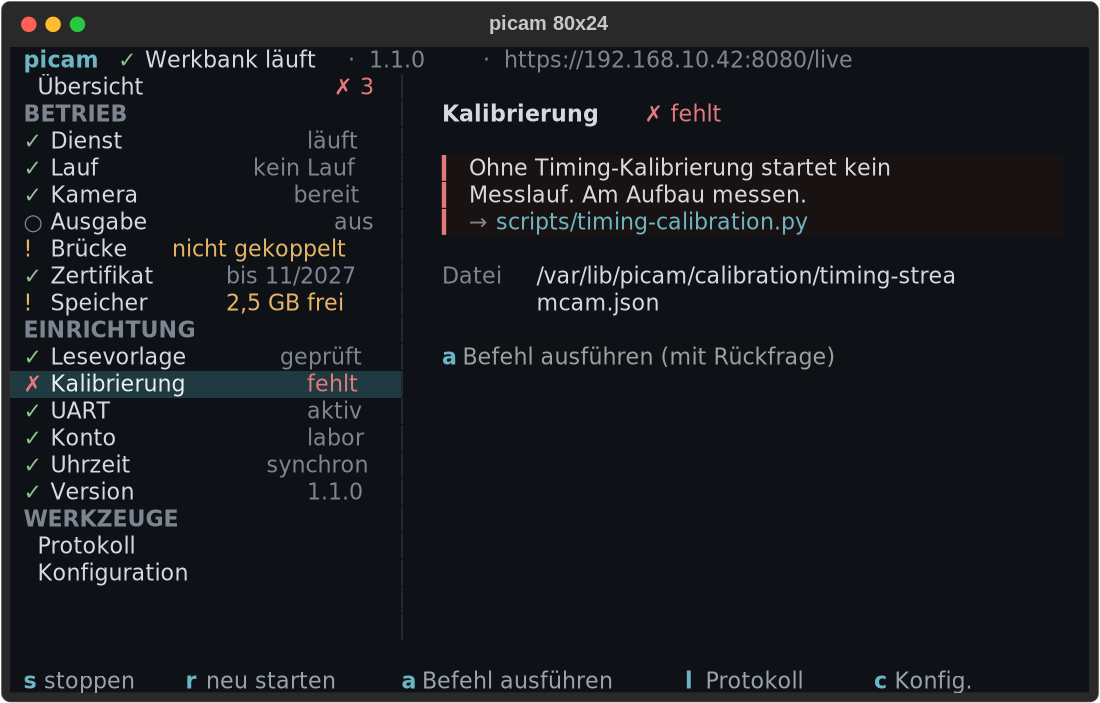 picam 80x24
picam ✓ Werkbank läuft · 1.1.0 · https://192.168.10.42:8080/live
Übersicht ✗ 3
BETRIEB
✓ Dienst läuft
✓ Lauf kein Lauf
✓ Kamera bereit
○ Ausgabe aus
! Brücke nicht gekoppelt
✓ Zertifikat bis 11/2027
! Speicher 2,5 GB frei
EINRICHTUNG
✓ Lesevorlage geprüft
✗ Kalibrierung fehlt
✓ UART aktiv
✓ Konto labor
✓ Uhrzeit synchron
✓ Version 1.1.0
WERKZEUGE
Protokoll
Konfiguration
Kalibrierung ✗ fehlt
Ohne Timing-Kalibrierung startet kein
Messlauf. Am Aufbau messen.
→ scripts/timing-calibration.py
Datei /var/lib/picam/calibration/timing-strea
mcam.json
a Befehl ausführen (mit Rückfrage)
s stoppen r neu starten a Befehl ausführen l Protokoll c Konfig.